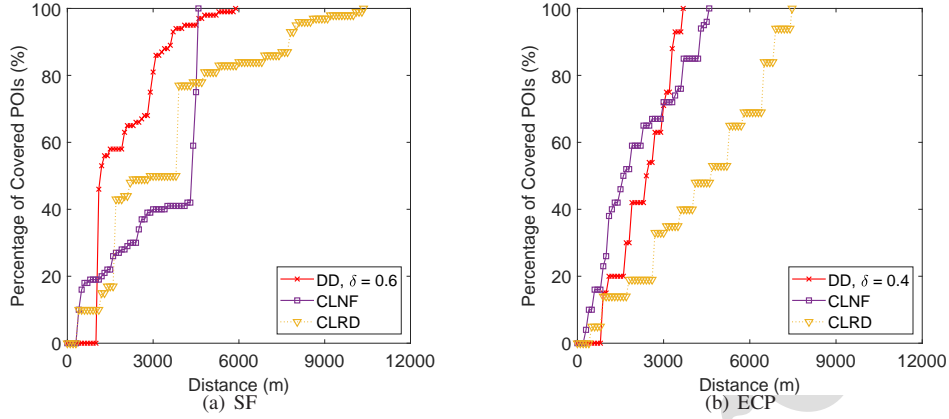 Percentage of Covered POIs (%)
100
80
60
40
20
0
DD, δ = 0.6
CLNF
CLRD
0 3000 6000 9000 12000
Distance (m)
(a) SF
Percentage of Covered POIs (%)
100
80
60
40
20
0
DD, δ = 0.4
CLNF
CLRD
0 3000 6000 9000 12000
Distance (m)
(b) ECP